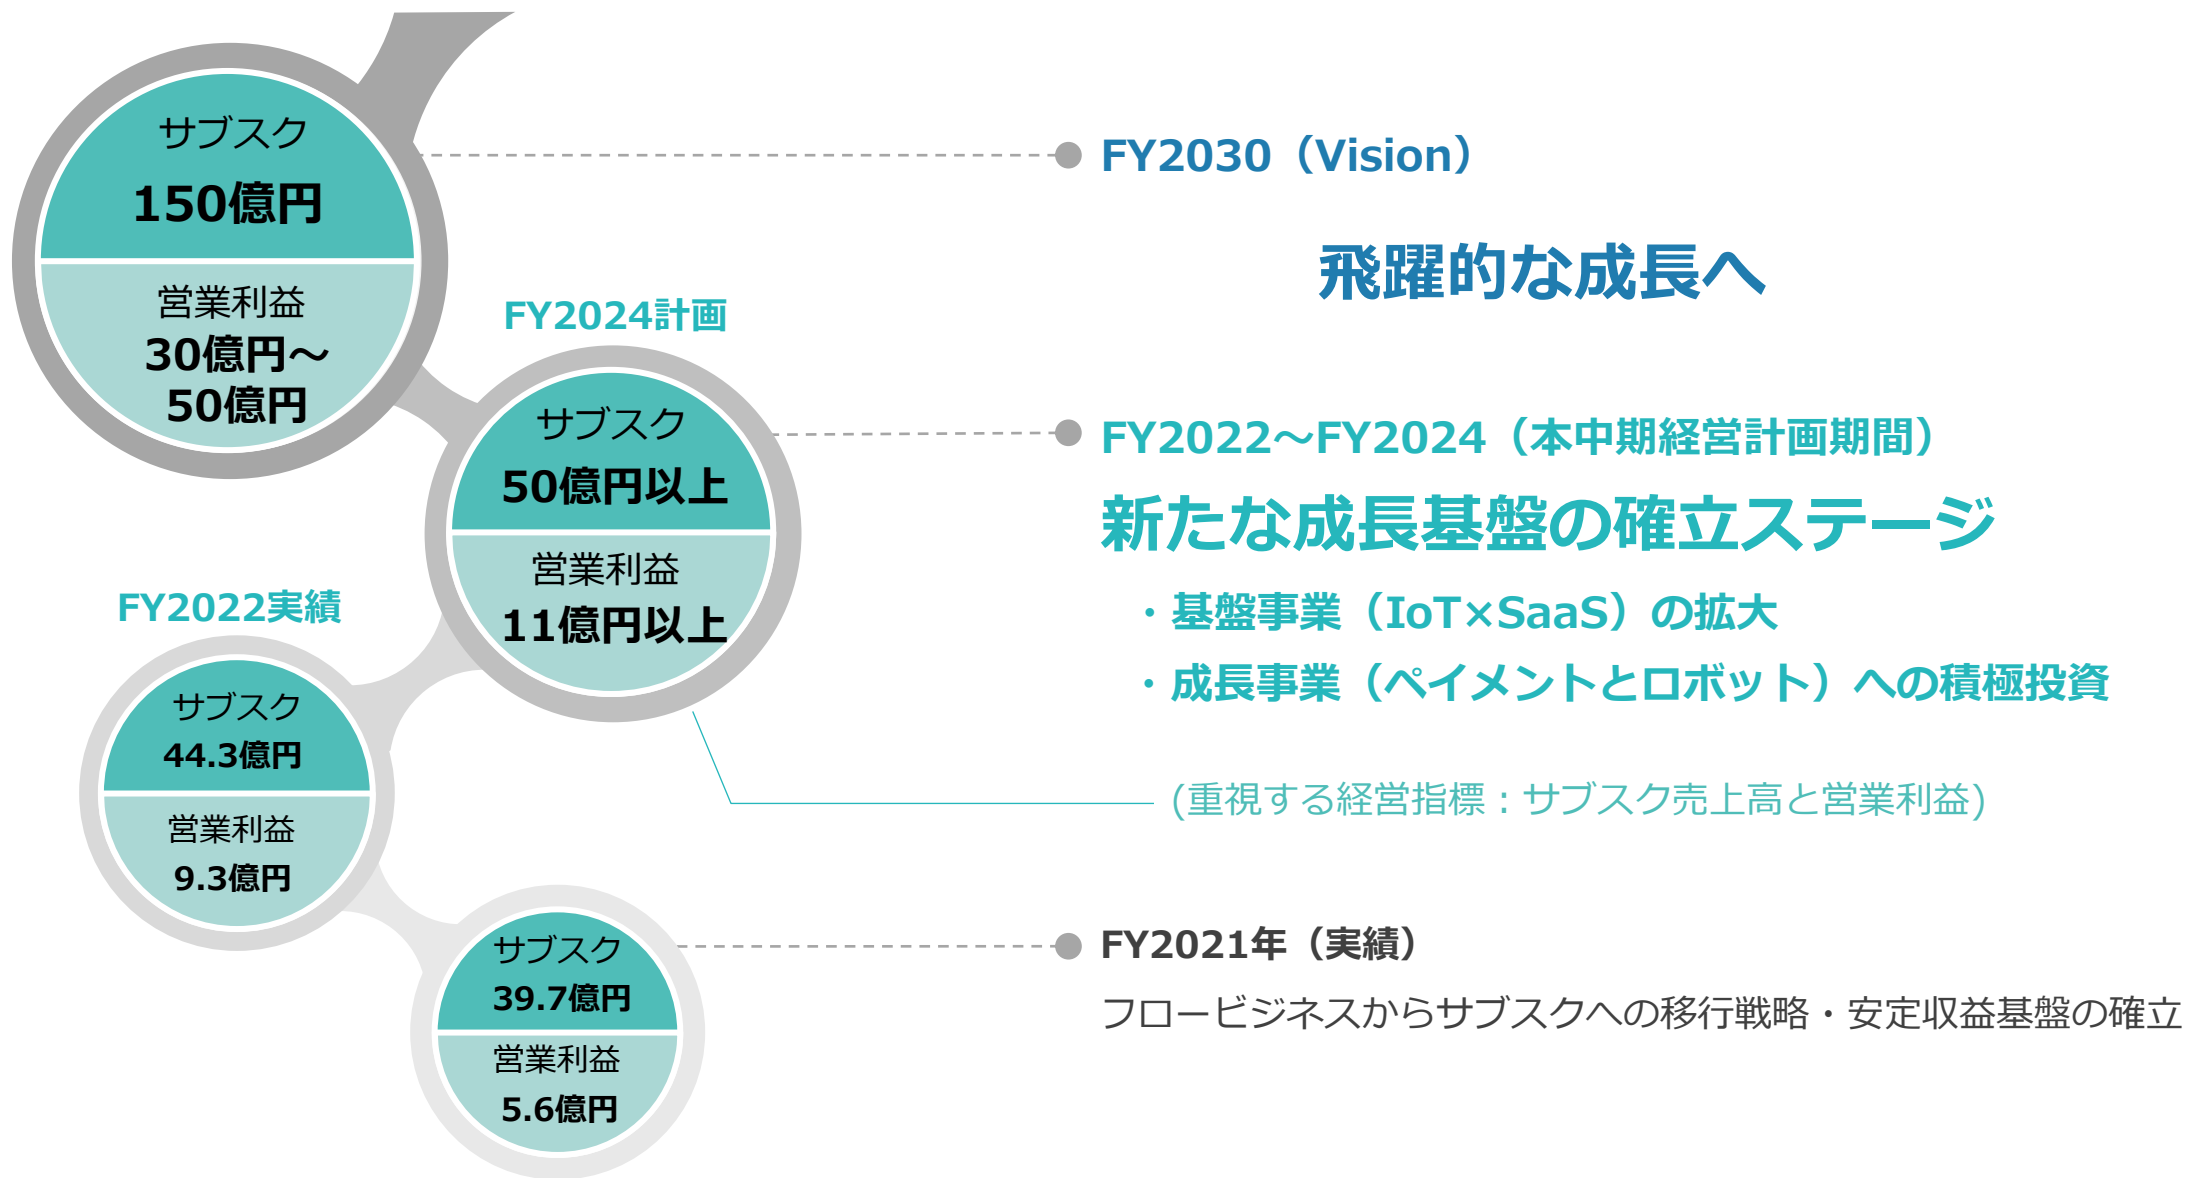 サブスク
150億円
営業利益
30億円～
50億円
FY2030（Vision）
飛躍的な成長へ
FY2024計画
サブスク
50億円以上
営業利益
11億円以上
FY2022～FY2024（本中期経営計画期間）
新たな成長基盤の確立ステージ
・基盤事業（IoT×SaaS）の拡大
・成長事業（ペイメントとロボット）への積極投資
(重視する経営指標：サブスク売上高と営業利益)
FY2022実績
サブスク
44.3億円
営業利益
9.3億円
サブスク
39.7億円
営業利益
5.6億円
FY2021年（実績）
フロービジネスからサブスクへの移行戦略・安定収益基盤の確立